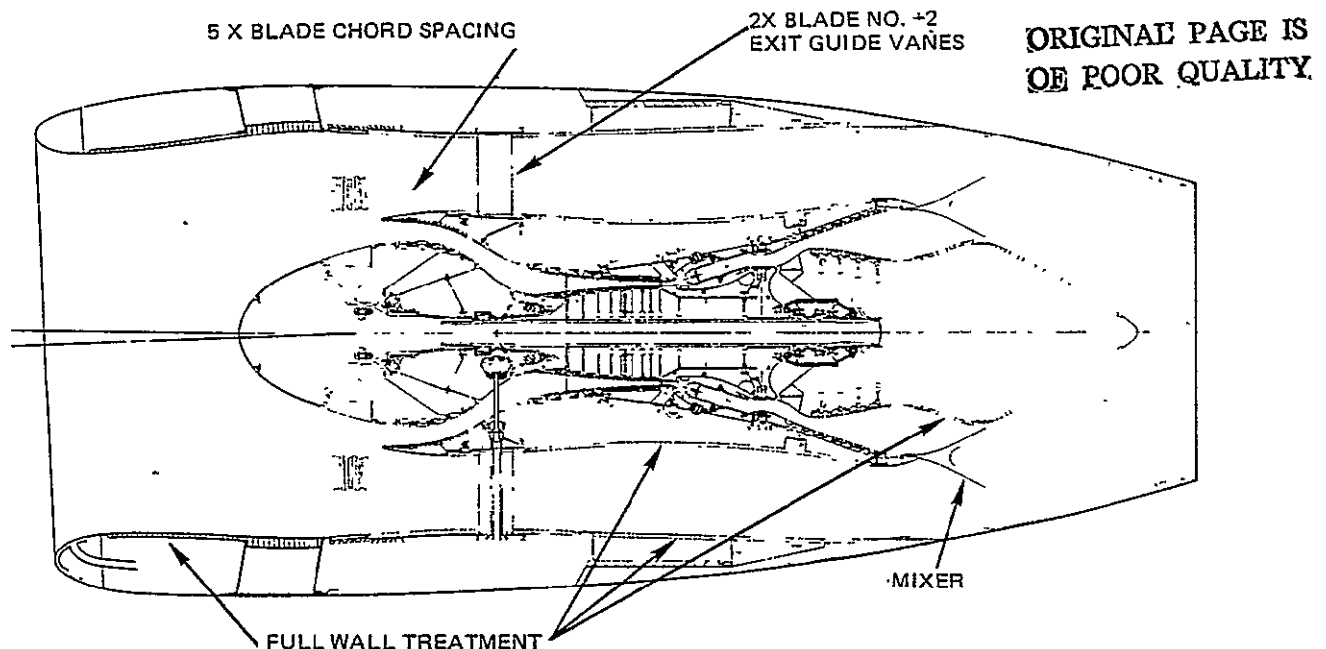 5 X BLADE CHORD SPACING
2X BLADE NO. +2
EXIT GUIDE VANES
ORIGINAL PAGE IS
OF POOR QUALITY
MIXER
FULL WALL TREATMENT